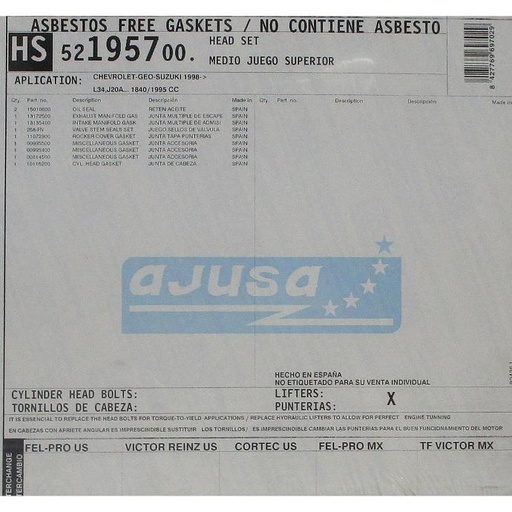 ASBESTOS FREE GASKETS / NO CONTIENE ASBESTO
HS 52195700.
HEAD SET
MEDIO JUEGO SUPERIOR
APLICATION: CHEVROLET-GEO-SUZUKI 1998->
L34,J20A... 1840/1995 CC
8 427769 697029
Qty. Part. no. Description Descripción Made in. Qty. Part. no. Description Descripción Made in
2 15010600 OIL SEAL RETEN ACEITE SPAIN
1 13172500 EXHAUST MANIFOLD GAS JUNTA MULTIPLE DE ESCAPE SPAIN
1 13135400 INTAKE MANIFOLD GASK JUNTA MULTIPLE DE ADMISI SPAIN
1 VALVE STEM SEALS SET JUEGO SELLOS DE VALVULA SPAIN
1 11072900 ROCKER COVER GASKET JUNTA TAPA PUNTERIAS SPAIN
1 MISCELLANEOUS GASKET JUNTA ACCESORIA SPAIN
1 MISCELLANEOUS GASKET JUNTA ACCESORIA SPAIN
1 MISCELLANEOUS GASKET JUNTA ACCESORIA SPAIN
1 CYL. HEAD GASKET JUNTA DE CABEZA SPAIN
ajusa
HECHO EN ESPAÑA
NO ETIQUETADO PARA SU VENTA INDIVIDUAL
CYLINDER HEAD BOLTS:
TORNILLOS DE CABEZA:
LIFTERS:
PUNTERIAS: X
IT IS ESSENCIAL TO REPLACE THE HEAD BOLTS FOR TORQUE-TO-YIELD APPLICATIONS / REPLACE HYDRAULIC LIFTERS TO ALLOW FOR PERFECT ENGINE TUNNING
EN CABEZAS CON APRIETE ANGULAR ES IMPRESCINDIBLE SUSTITUIR LOS TORNILLOS/ ES IMPRESCINDIBLE CAMBIAR LAS PUNTERIAS PARA EL BUEN FUNCIONAMIENTO DEL MOTOR
FEL-PRO US VICTOR REINZ US CORTEC US FEL-PRO MX TF VICTOR MX